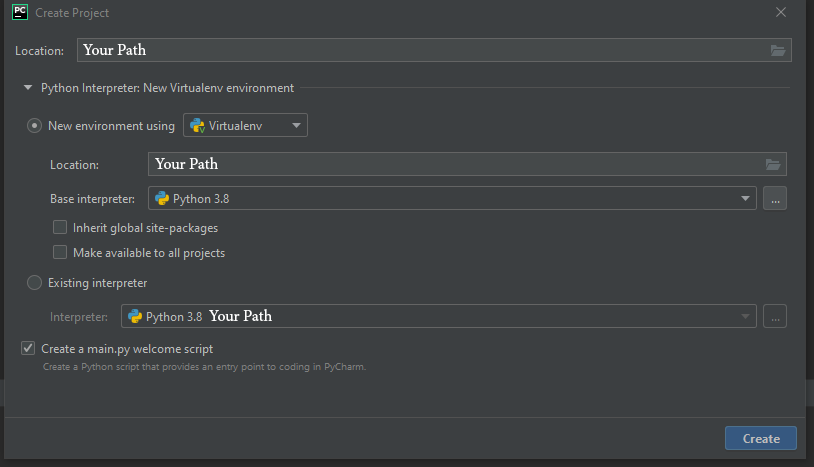 PC Create Project
Location: Your Path
Python Interpreter: New Virtualenv environment
New environment using Virtualenv
Location: Your Path
Base interpreter: Python 3.8 ...
Inherit global site-packages
Make available to all projects
Existing interpreter
Interpreter: Python 3.8 Your Path ...
Create a main.py welcome script
Create a Python script that provides an entry point to coding in PyCharm.
Create